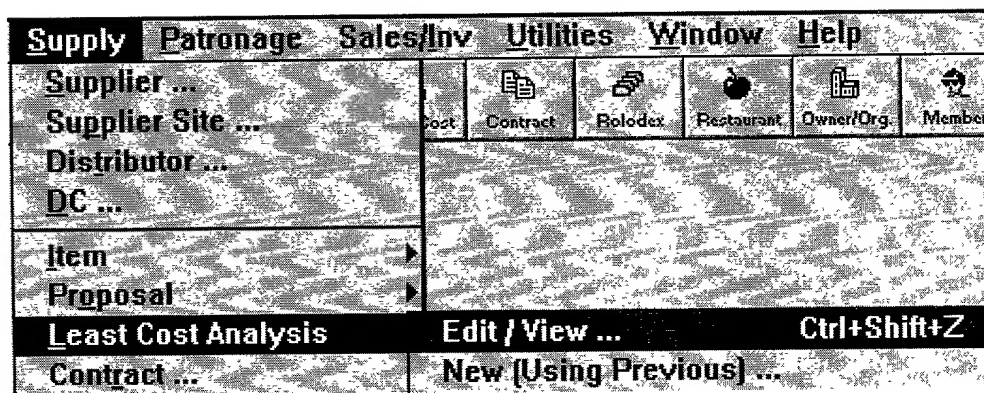 Supply Patronage Sales/Inv Utilities Window Help
Supplier ...
Supplier Site ...
Distributor ...
DC ...
Cost Contract Rolodex Restaurant Owner/Org. Member
Item
Proposal
Least Cost Analysis Edit / View ... Ctrl+Shift+Z
Contract ... New (Using Previous) ...